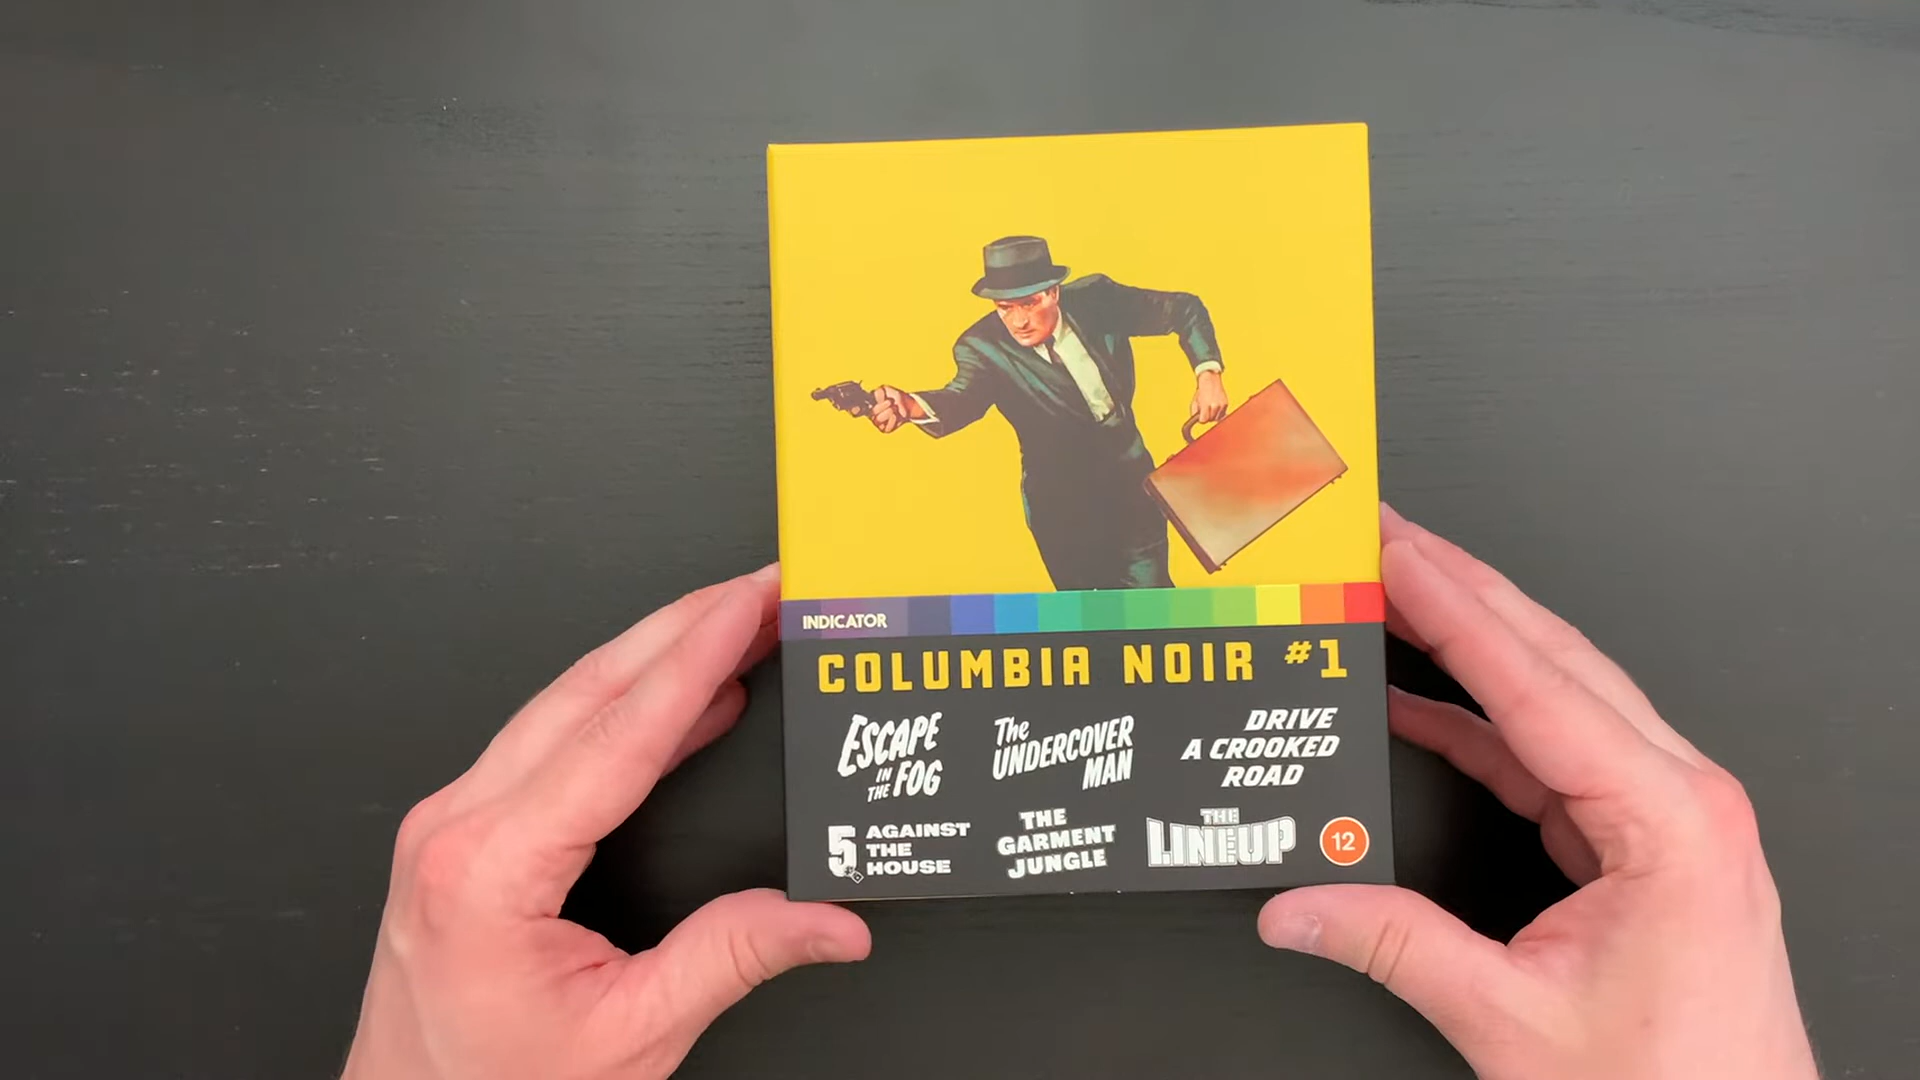 INDICATOR
COLUMBIA NOIR #1
ESCAPE
IN
THE FOG
The
UNDERCOVER
MAN
DRIVE
A CROOKED
ROAD
5 AGAINST
THE
HOUSE
THE
GARMENT
JUNGLE
THE
LINEUP
12